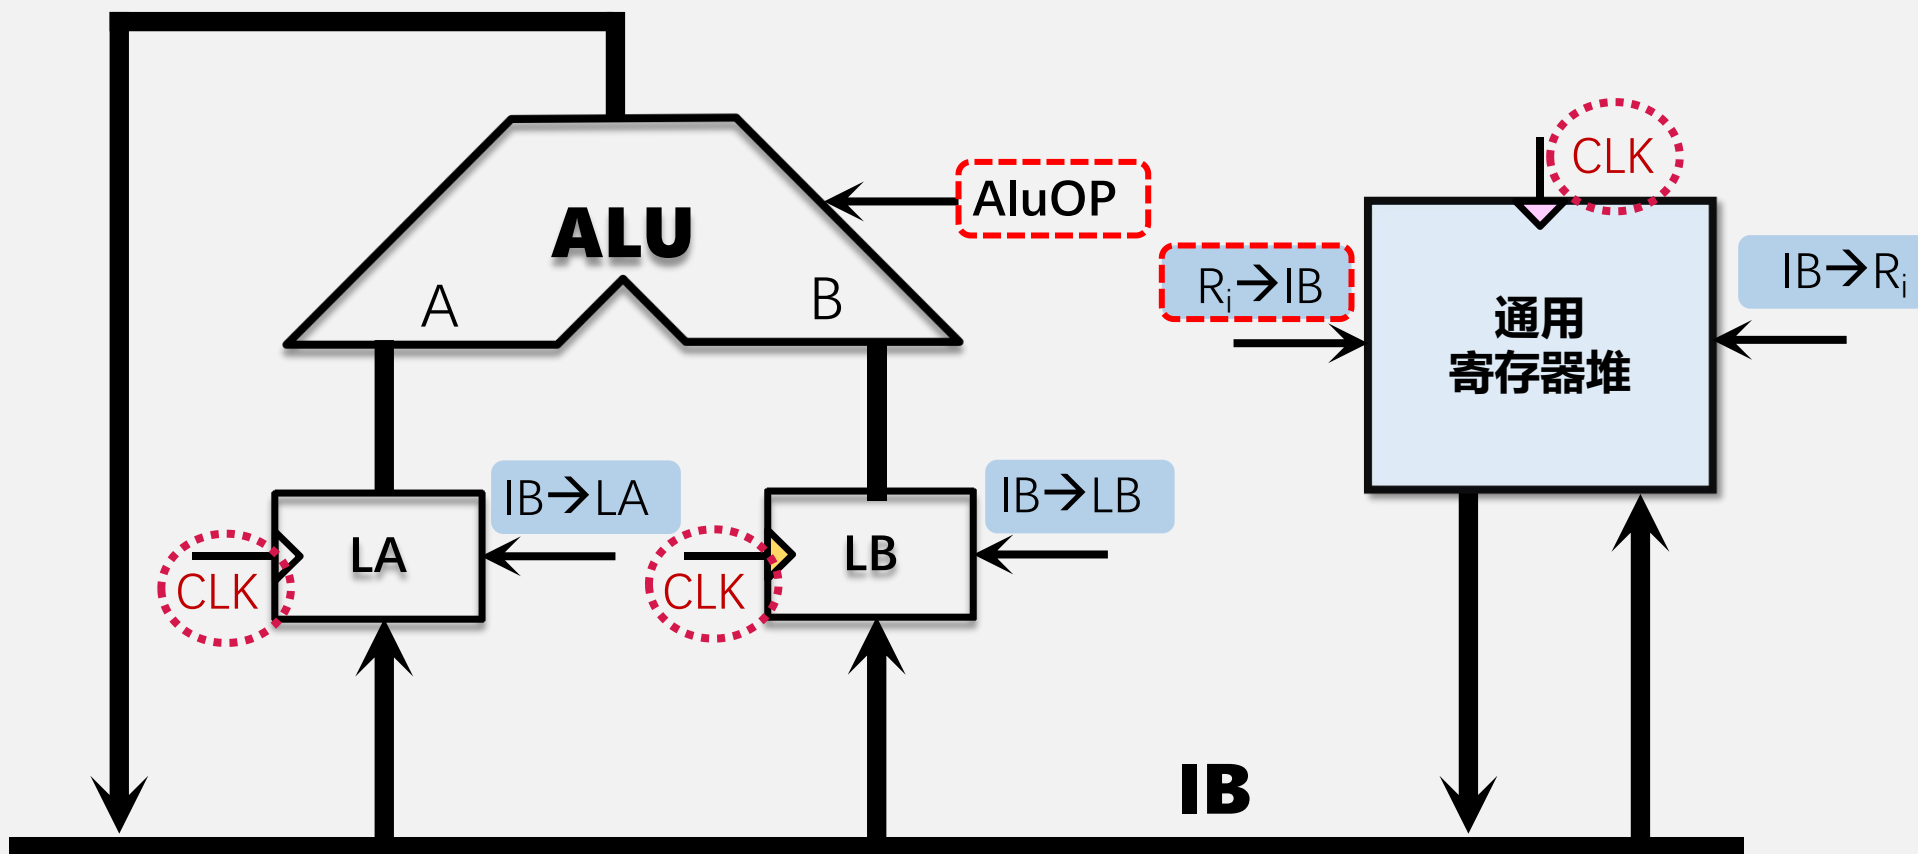 CLK
AluOP
ALU
Ri→IB
IB→Ri
A
B
通用
寄存器堆
IB→LA
IB→LB
LA
LB
CLK
CLK
IB